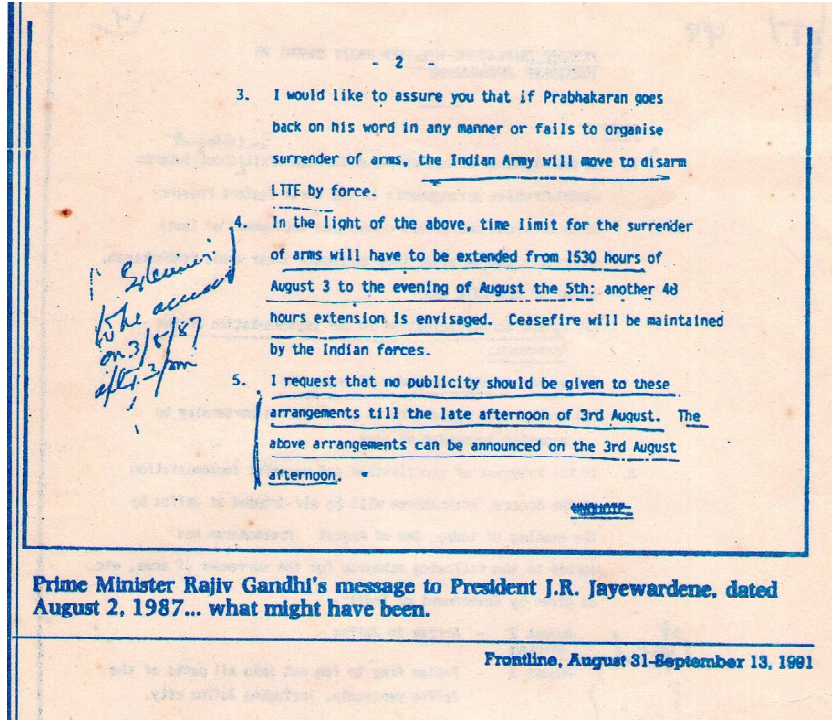 - 2 -
3. I would like to assure you that if Prabhakaran goes
back on his word in any manner or fails to organise
surrender of arms, the Indian Army will move to disarm
LTTE by force.
4. In the light of the above, time limit for the surrender
of arms will have to be extended from 1530 hours of
August 3 to the evening of August the 5th: another 48
hours extension is envisaged. Ceasefire will be maintained
by the Indian forces.
to be
on 3/8/87
after 3 pm
5. I request that no publicity should be given to these
arrangements till the late afternoon of 3rd August. The
above arrangements can be announced on the 3rd August
afternoon.
UNQUOTE
Prime Minister Rajiv Gandhi's message to President J.R. Jayewardene, dated
August 2, 1987... what might have been.
Frontline, August 31-September 13, 1991